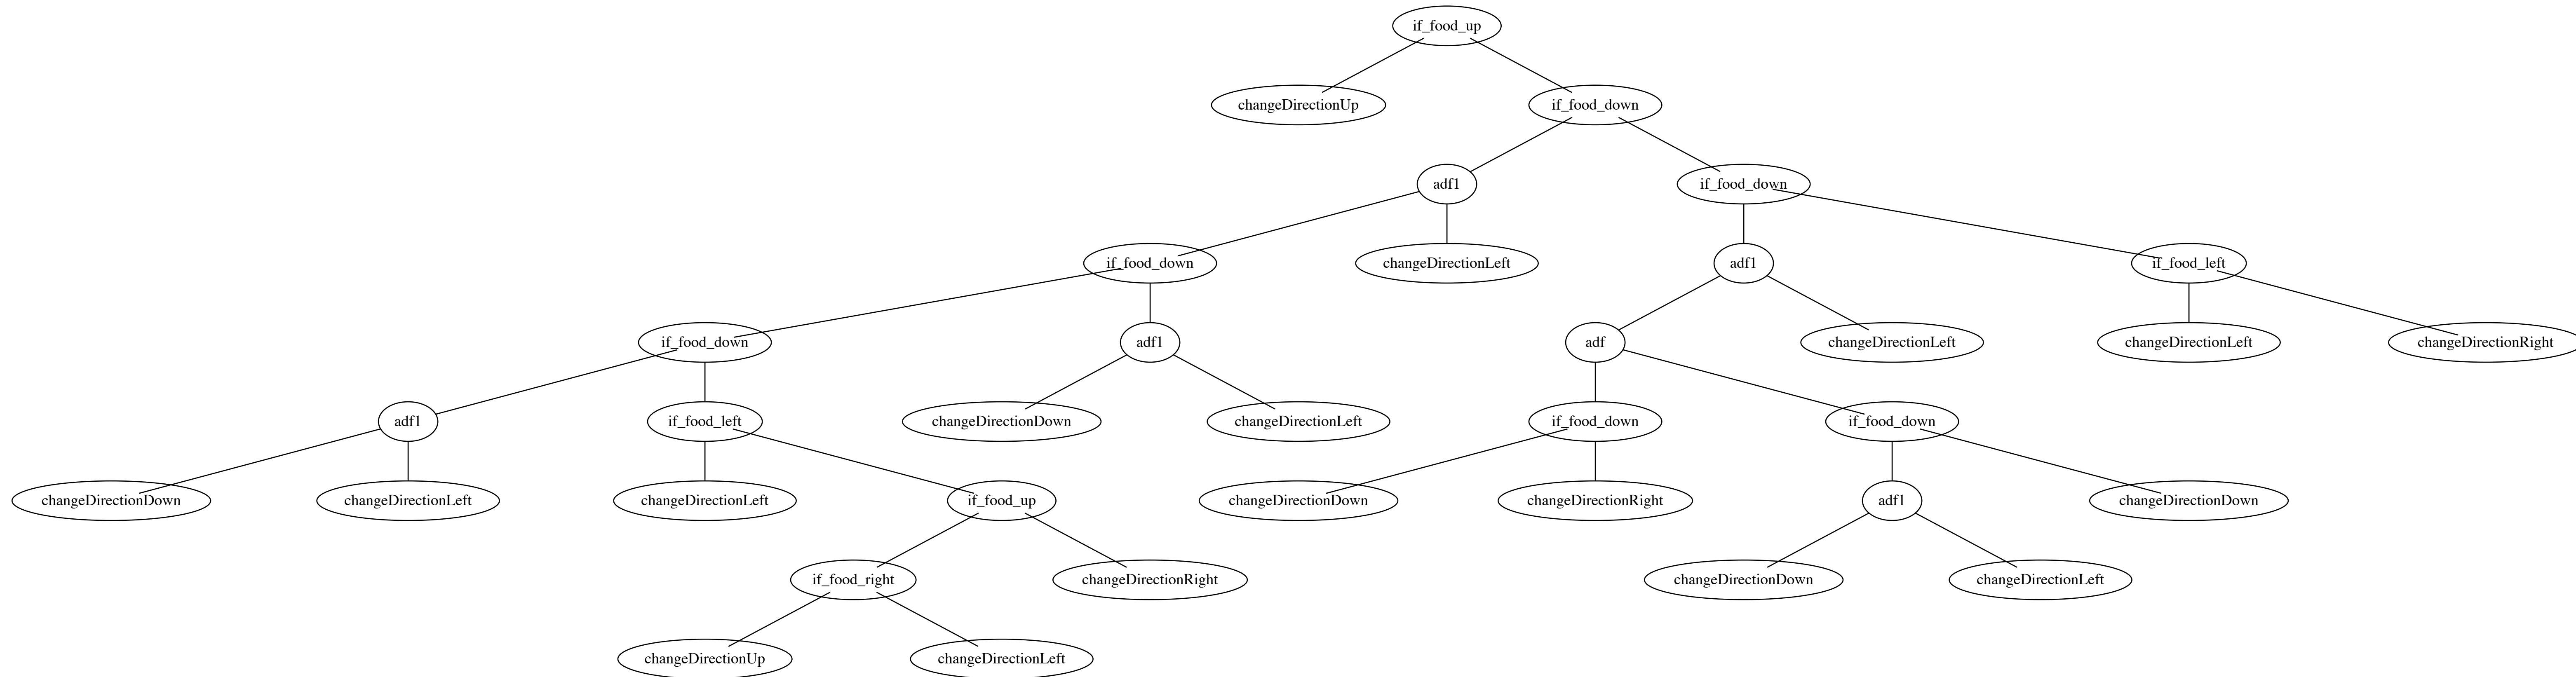 if_food_up
changeDirectionUp
if_food_down
adf1
if_food_down
if_food_down
changeDirectionLeft
adf1
if_food_left
if_food_down
adf1
adf
changeDirectionLeft
changeDirectionLeft
changeDirectionRight
adf1
if_food_left
changeDirectionDown
changeDirectionLeft
if_food_down
if_food_down
changeDirectionDown
changeDirectionLeft
changeDirectionLeft
if_food_up
changeDirectionDown
changeDirectionRight
adf1
changeDirectionDown
if_food_right
changeDirectionRight
changeDirectionDown
changeDirectionLeft
changeDirectionUp
changeDirectionLeft